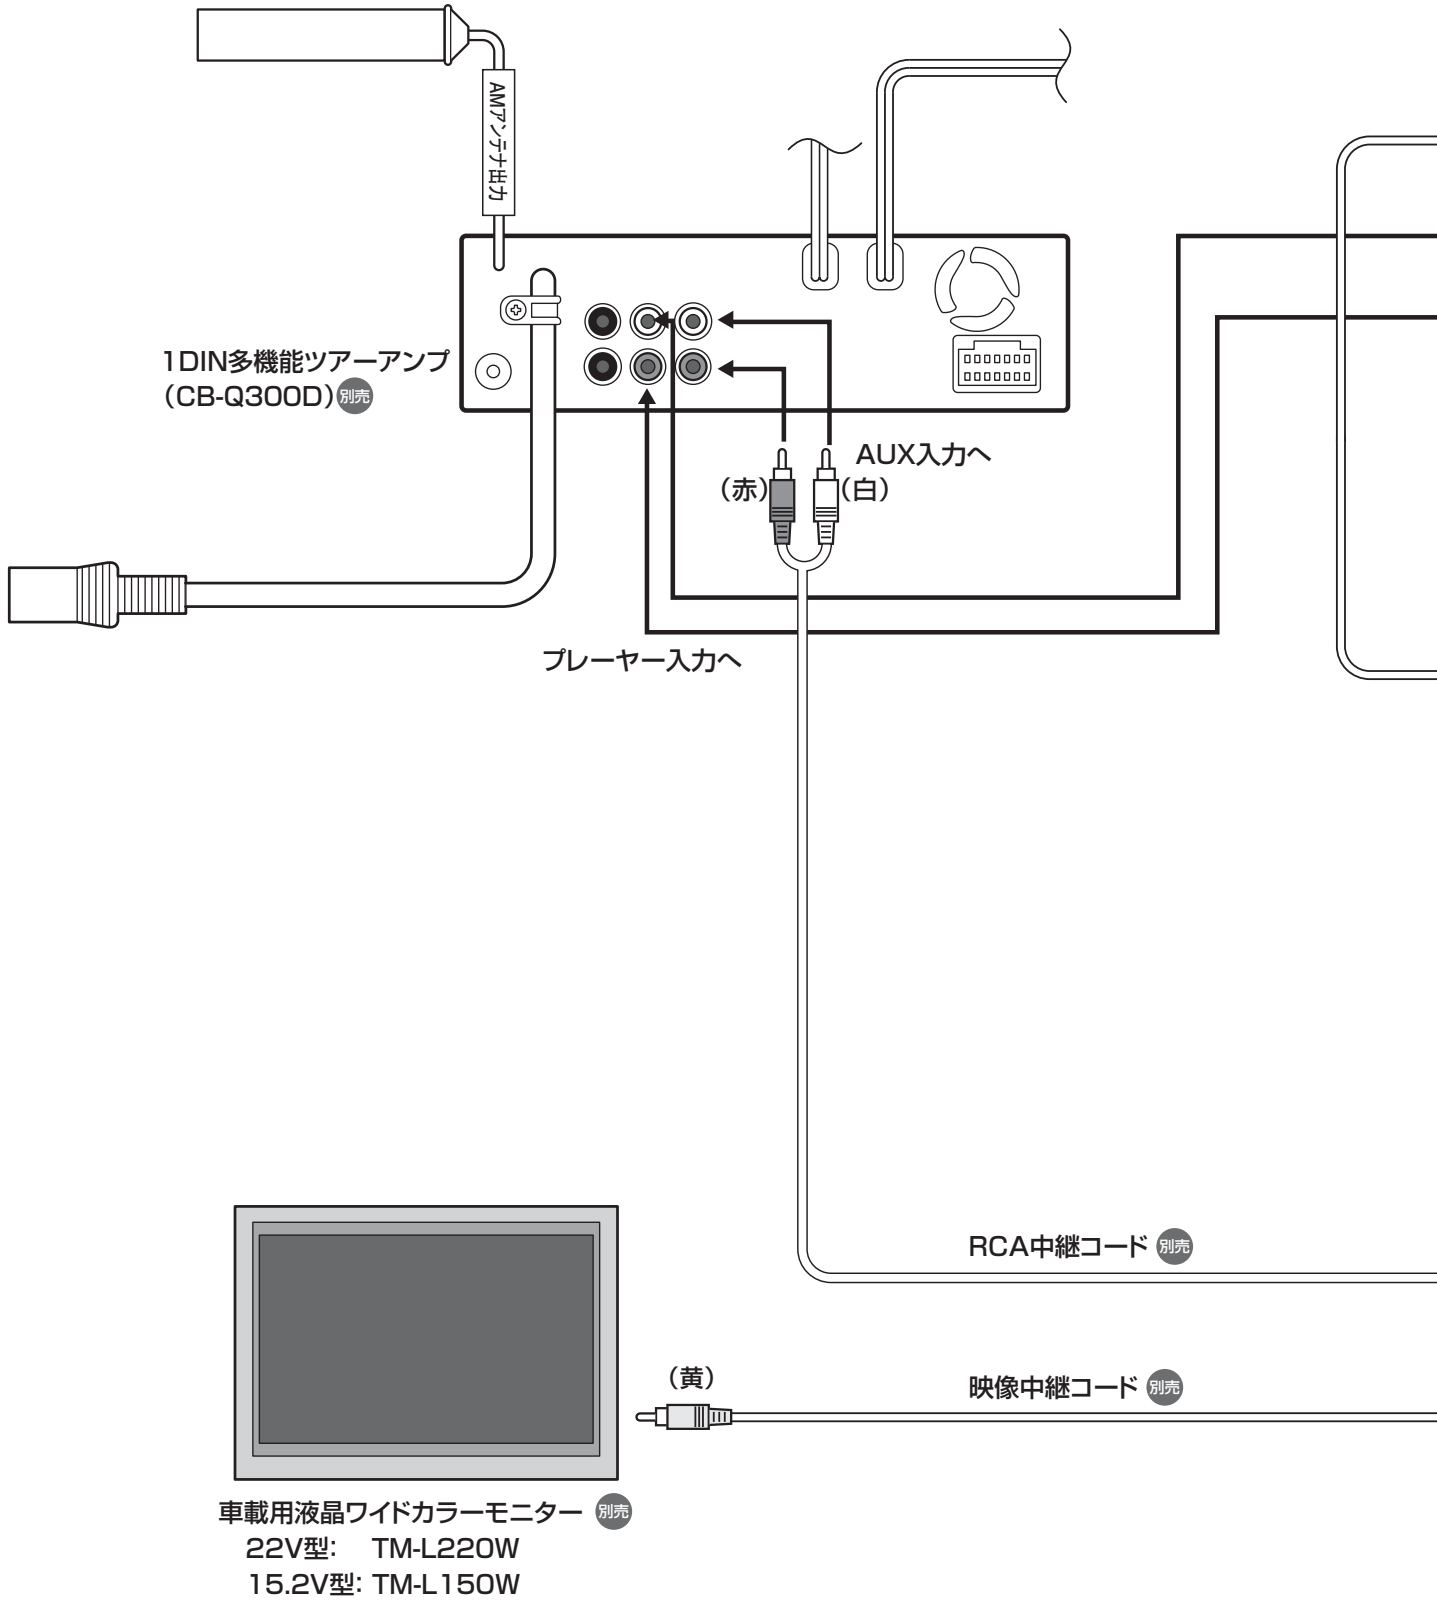 AMアンテナ出力
1DIN多機能ツアーアンプ
（CB-Q300D）別売
AUX入力へ
（赤）
（白）
プレーヤー入力へ
RCA中継コード 別売
（黄）
映像中継コード 別売
車載用液晶ワイドカラーモニター 別売
22V型： TM-L220W
15.2V型：TM-L150W